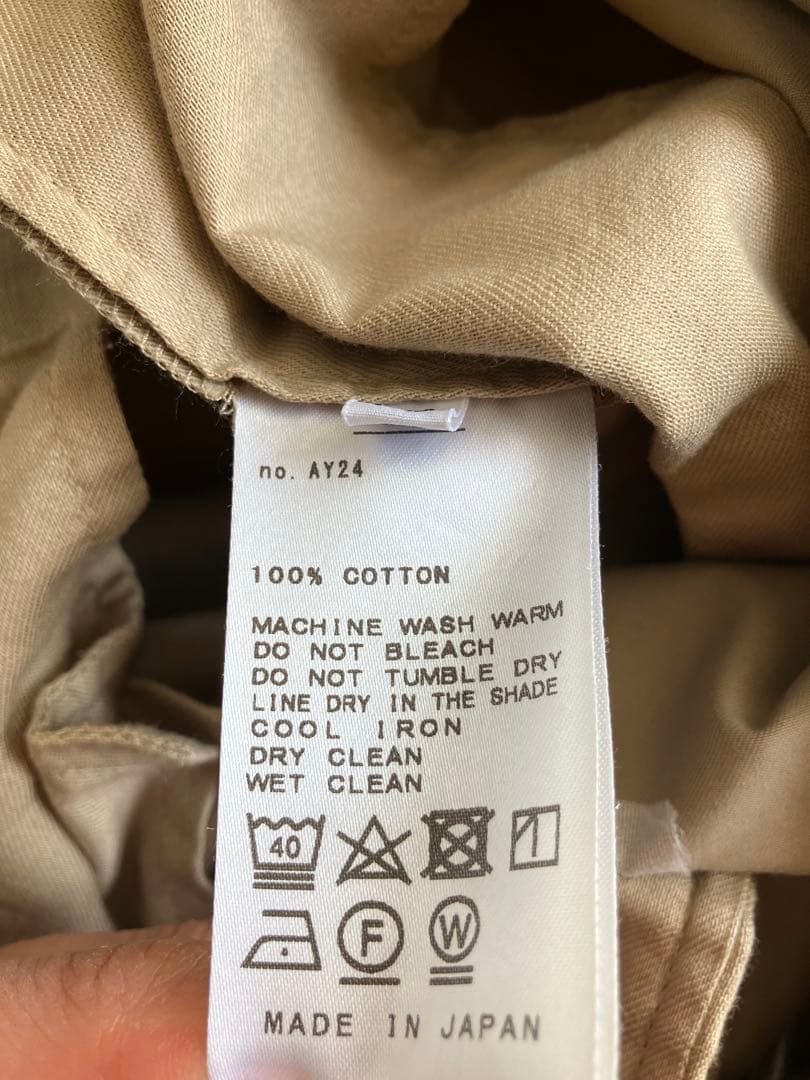 no. AY24
100% COTTON
MACHINE WASH WARM
DO NOT BLEACH
DO NOT TUMBLE DRY
LINE DRY IN THE SHADE
COOL IRON
DRY CLEAN
WET CLEAN
40
F W
MADE IN JAPAN